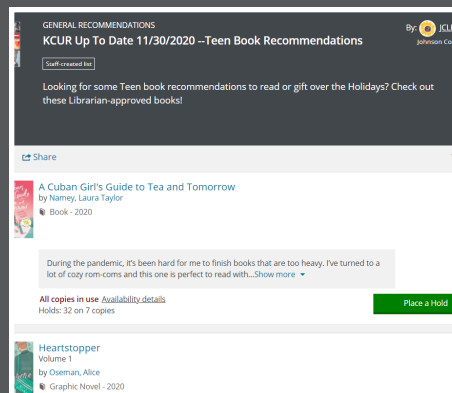 GENERAL RECOMMENDATIONS
KCUR Up To Date 11/30/2020 --Teen Book Recommendations
By:
Johnson Co
Staff-created list
Looking for some Teen book recommendations to read or gift over the Holidays? Check out
these Librarian-approved books!
Share
A Cuban Girl's Guide to Tea and Tomorrow
by Namey, Laura Taylor
Book - 2020
During the pandemic, it's been hard for me to finish books that are too heavy. I've turned to a
lot of cozy rom-coms and this one is perfect to read with...Show more
All copies in use Availability details
Holds: 32 on 7 copies
Place a Hold
Heartstopper
Volume 1
by Oseman, Alice
Graphic Novel - 2020